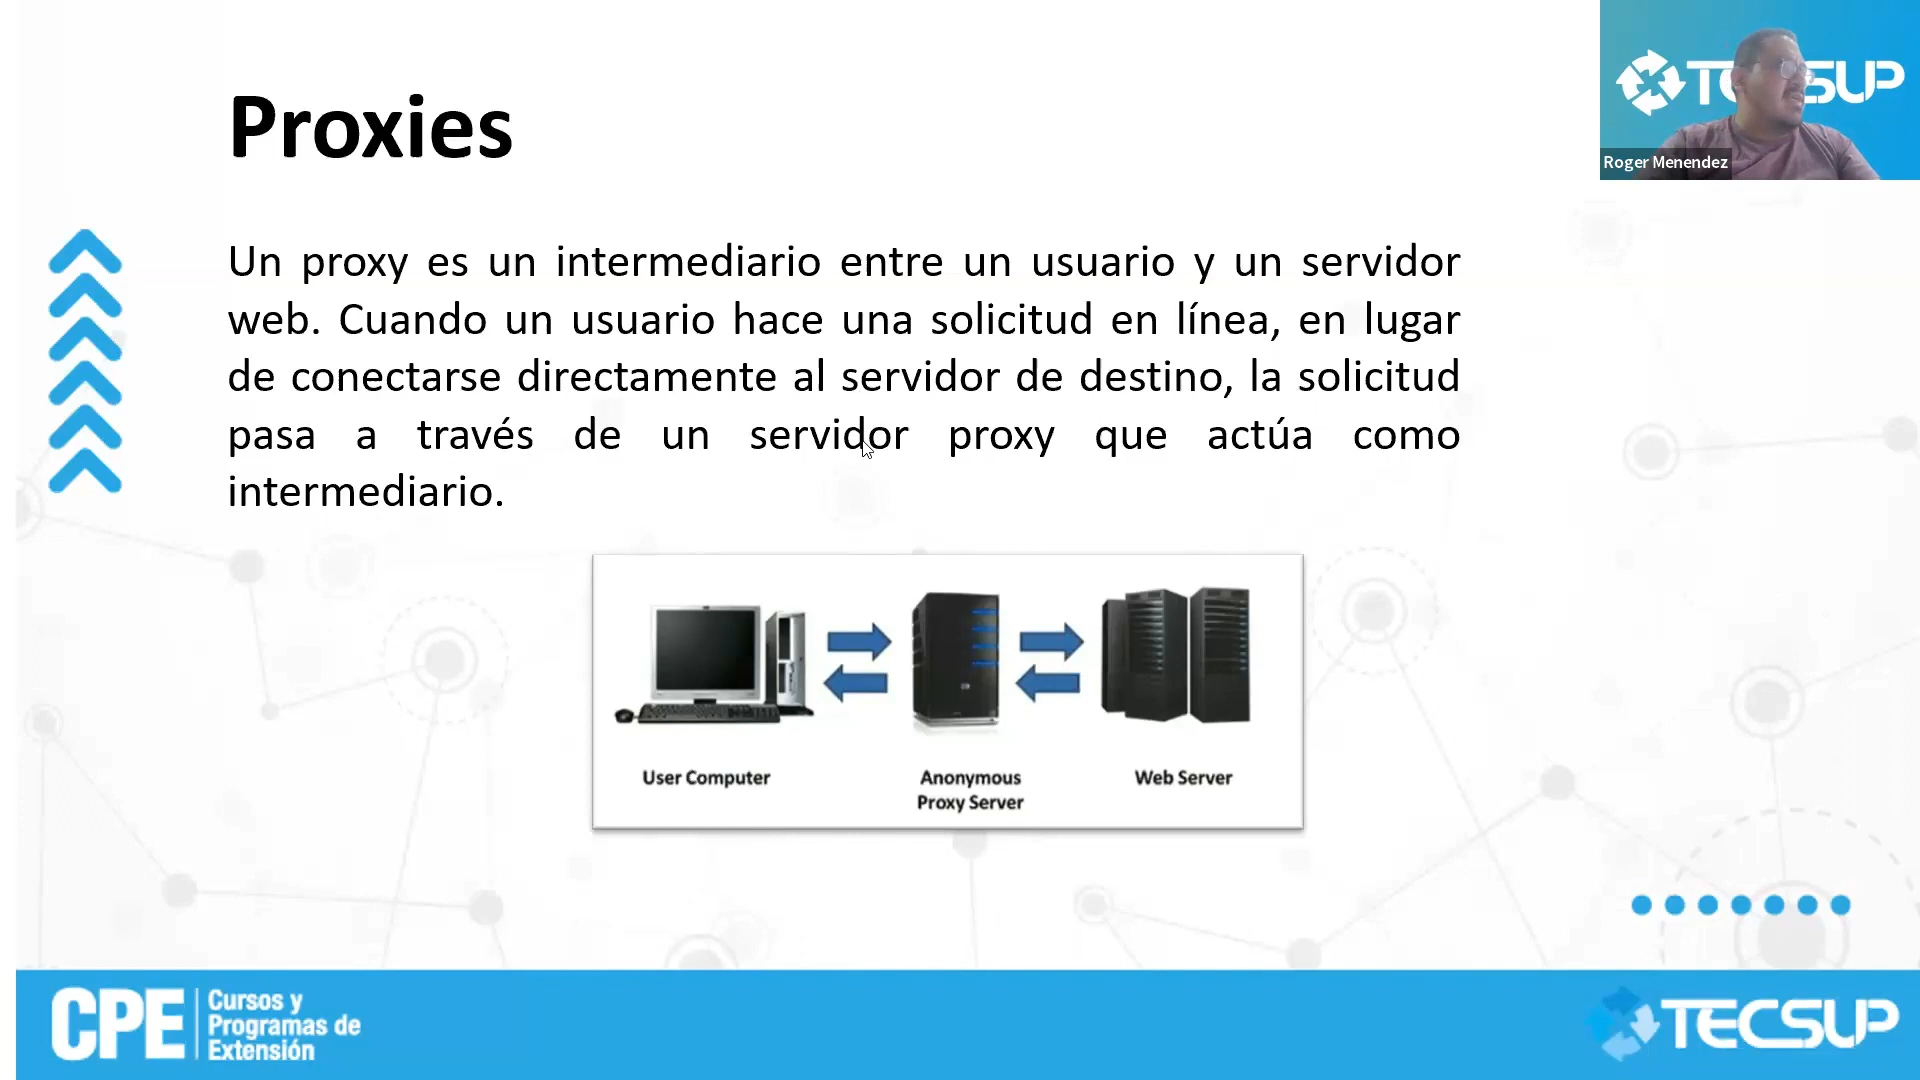 Proxies
TECSUP
Roger Menendez
Un proxy es un intermediario entre un usuario y un servidor
web. Cuando un usuario hace una solicitud en línea, en lugar
de conectarse directamente al servidor de destino, la solicitud
pasa a través de un servidor proxy que actúa como
intermediario.
User Computer
Anonymous
Proxy Server
Web Server
CPE
Cursos y
Programas de
Extensión
TECSUP